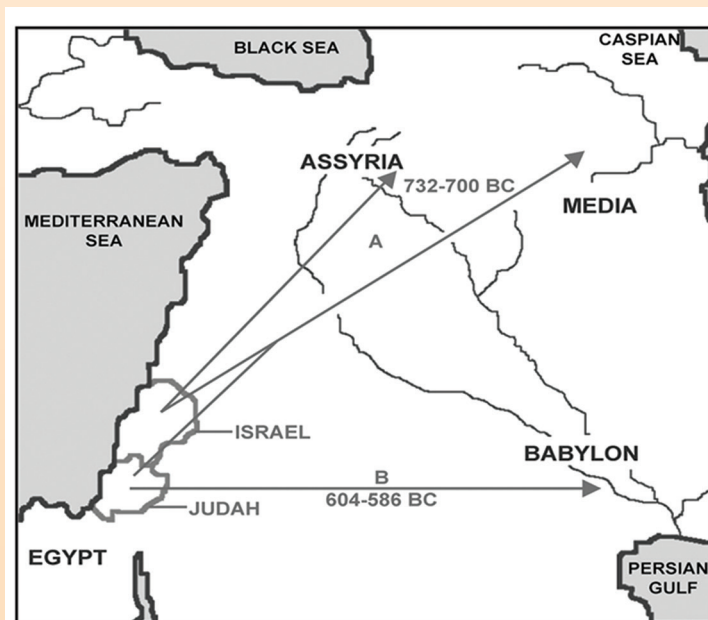 BLACK SEA
CASPIAN
SEA
ASSYRIA
732-700 BC
MEDIA
MEDITERRANEAN
SEA
A
ISRAEL
BABYLON
B
604-586 BC
JUDAH
EGYPT
PERSIAN
GULF